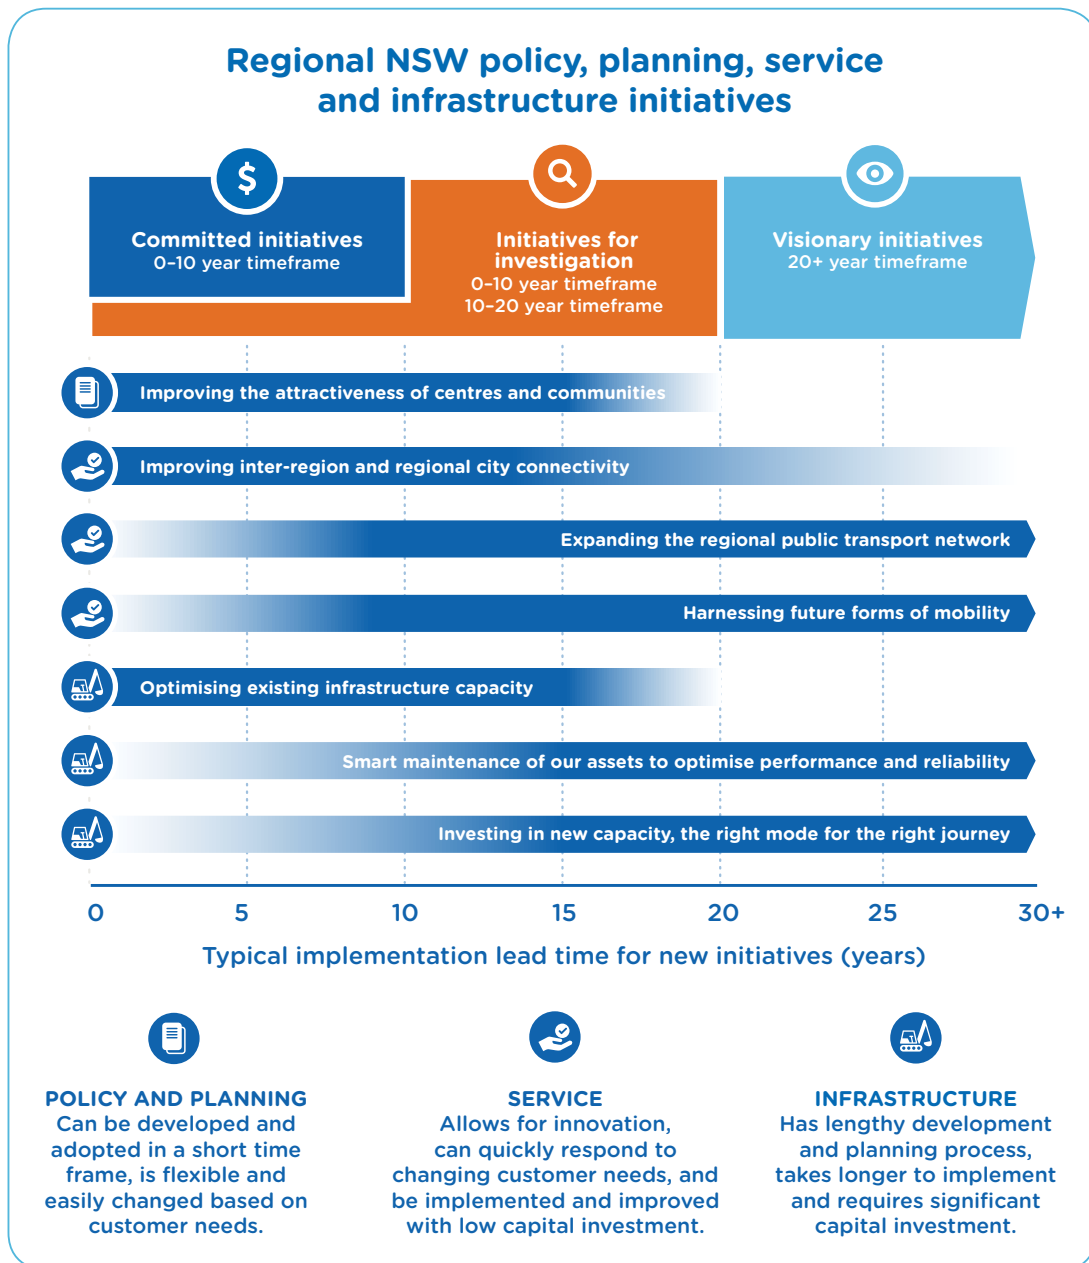 Regional NSW policy, planning, service
and infrastructure initiatives
$
Committed initiatives
0–10 year timeframe
Initiatives for
investigation
0–10 year timeframe
10–20 year timeframe
Visionary initiatives
20+ year timeframe
Improving the attractiveness of centres and communities
Improving inter-region and regional city connectivity
Expanding the regional public transport network
Harnessing future forms of mobility
Optimising existing infrastructure capacity
Smart maintenance of our assets to optimise performance and reliability
Investing in new capacity, the right mode for the right journey
0 5 10 15 20 25 30+
Typical implementation lead time for new initiatives (years)
POLICY AND PLANNING
Can be developed and
adopted in a short time
frame, is flexible and
easily changed based on
customer needs.
SERVICE
Allows for innovation,
can quickly respond to
changing customer needs, and
be implemented and improved
with low capital investment.
INFRASTRUCTURE
Has lengthy development
and planning process,
takes longer to implement
and requires significant
capital investment.